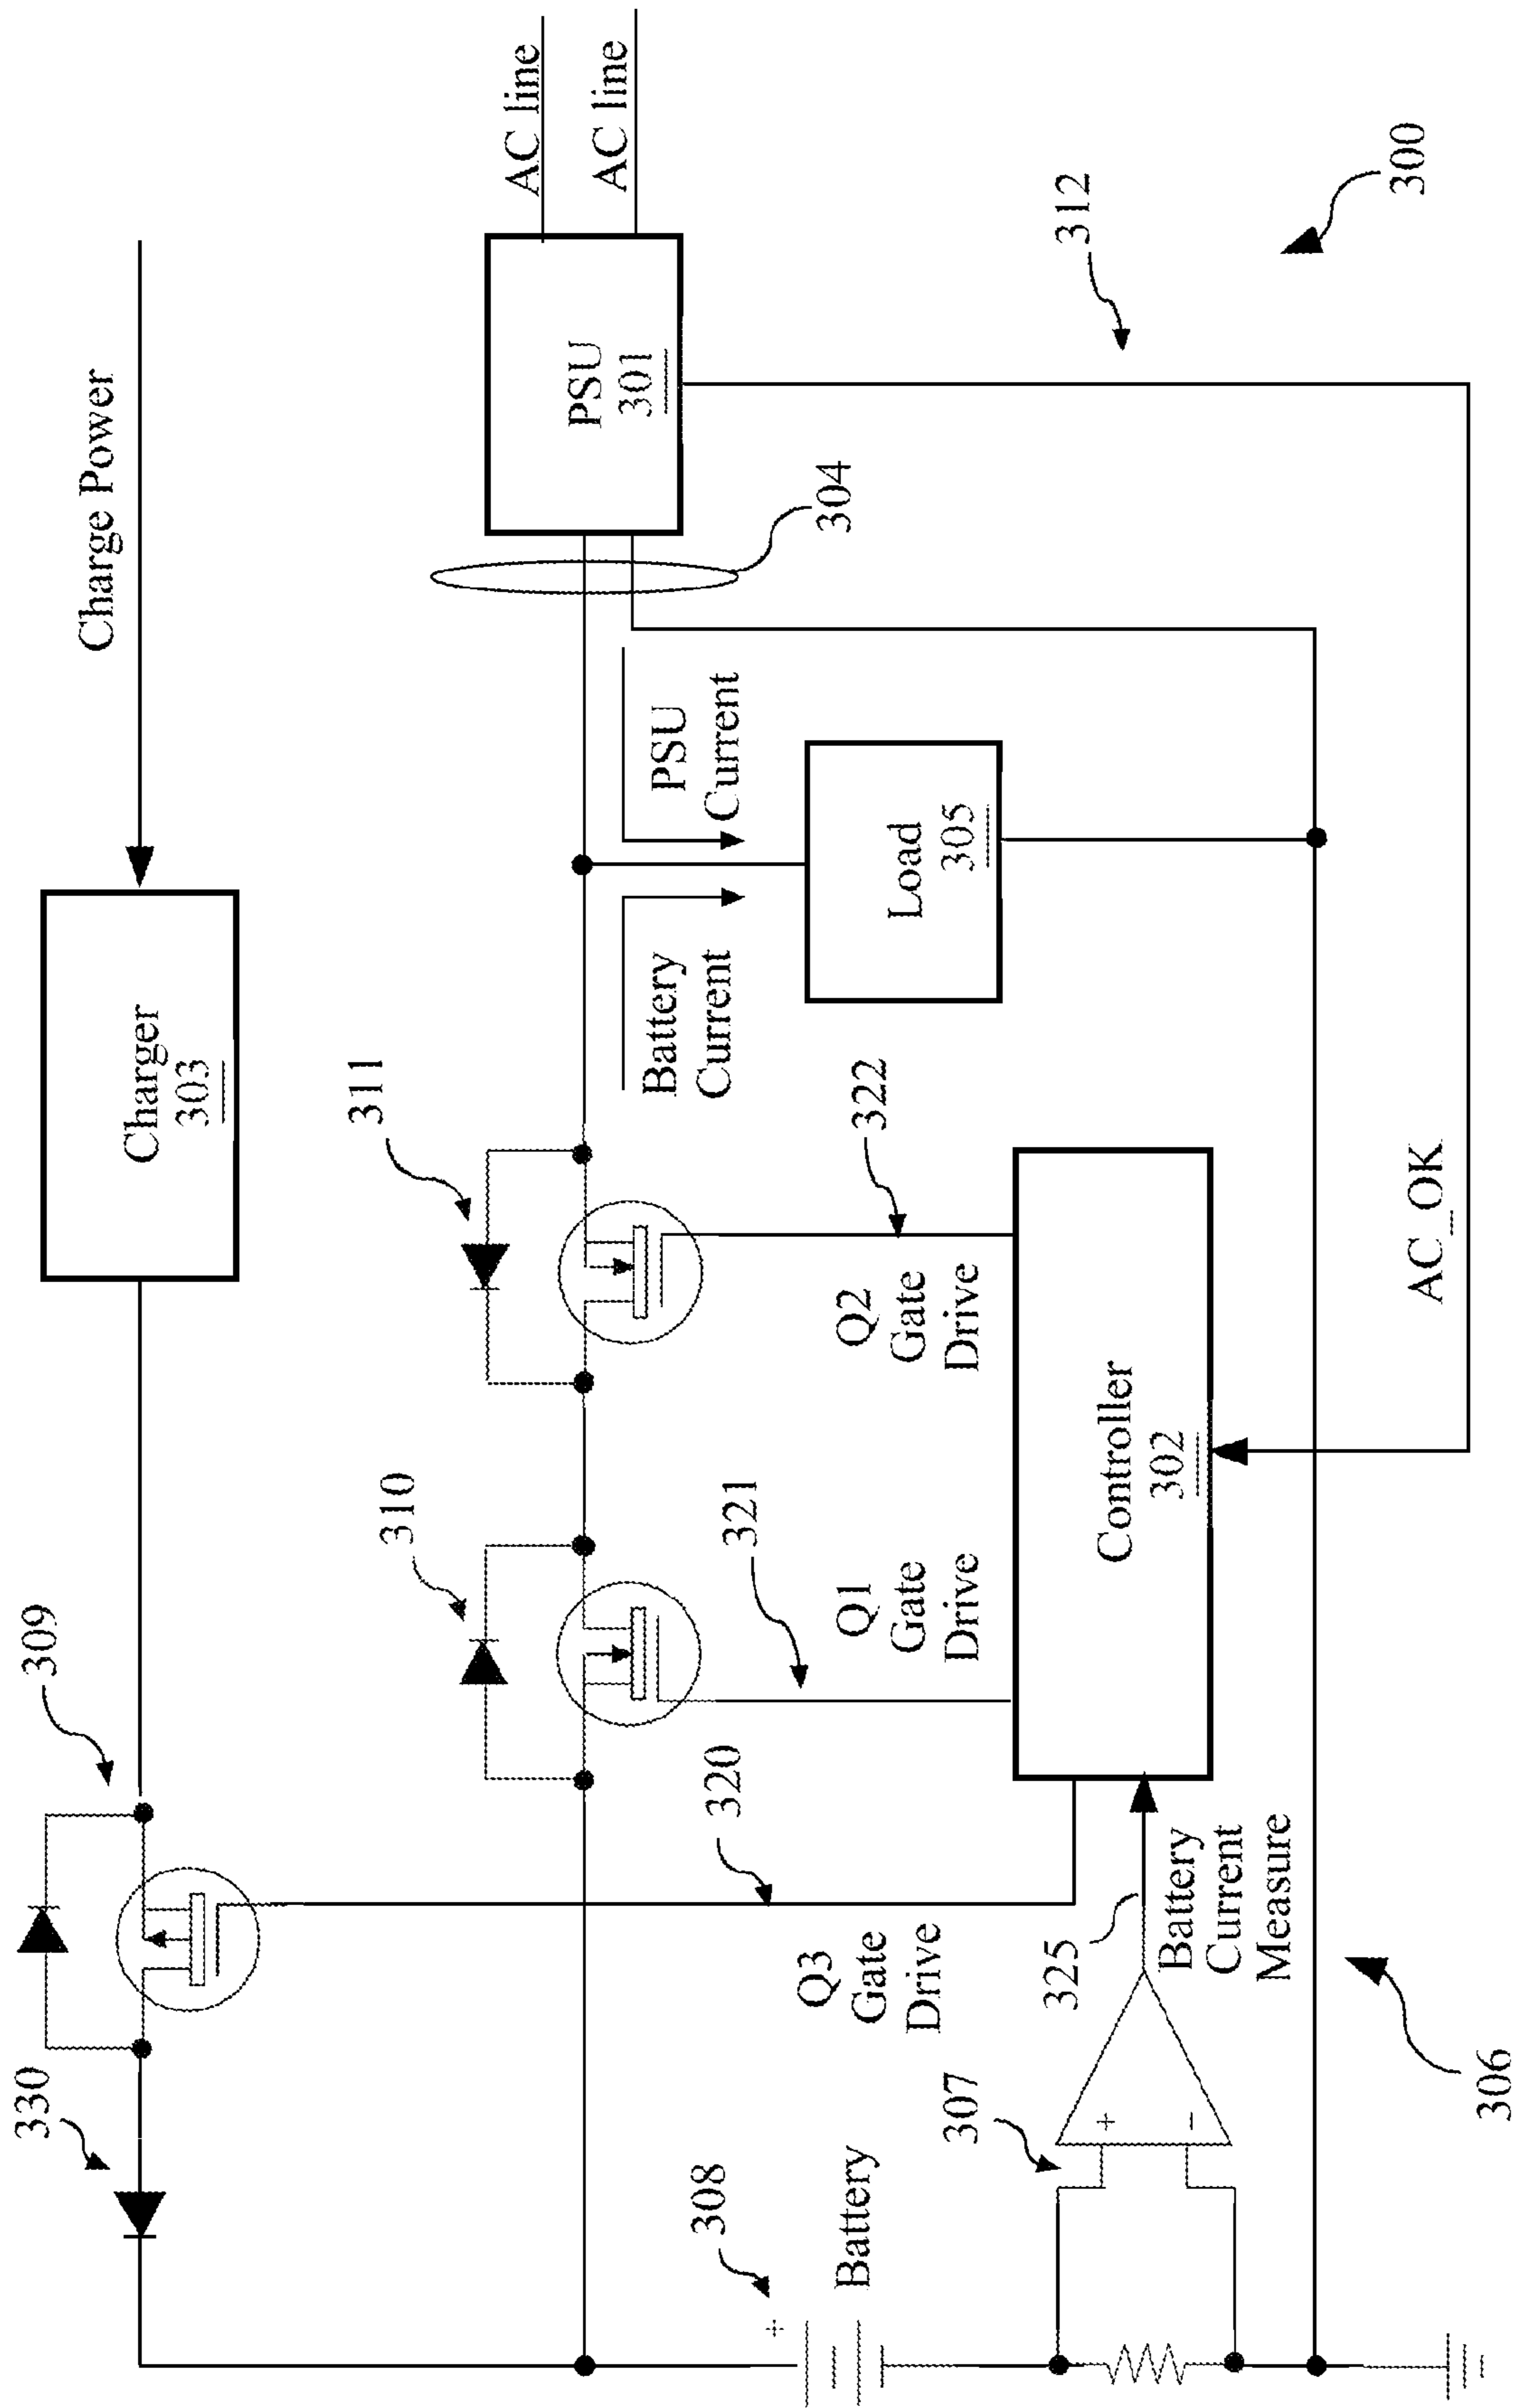 330
309
Charger
303
Charge Power
310
311
308
+
Battery
Q3
Gate
Drive
320
321
Q1
Gate
Drive
Q2
Gate
Drive
322
Battery
Current
PSU
Current
304
PSU
301
AC line
AC line
Load
305
307
+
−
325
Battery
Current
Measure
Controller
302
AC_OK
312
306
300